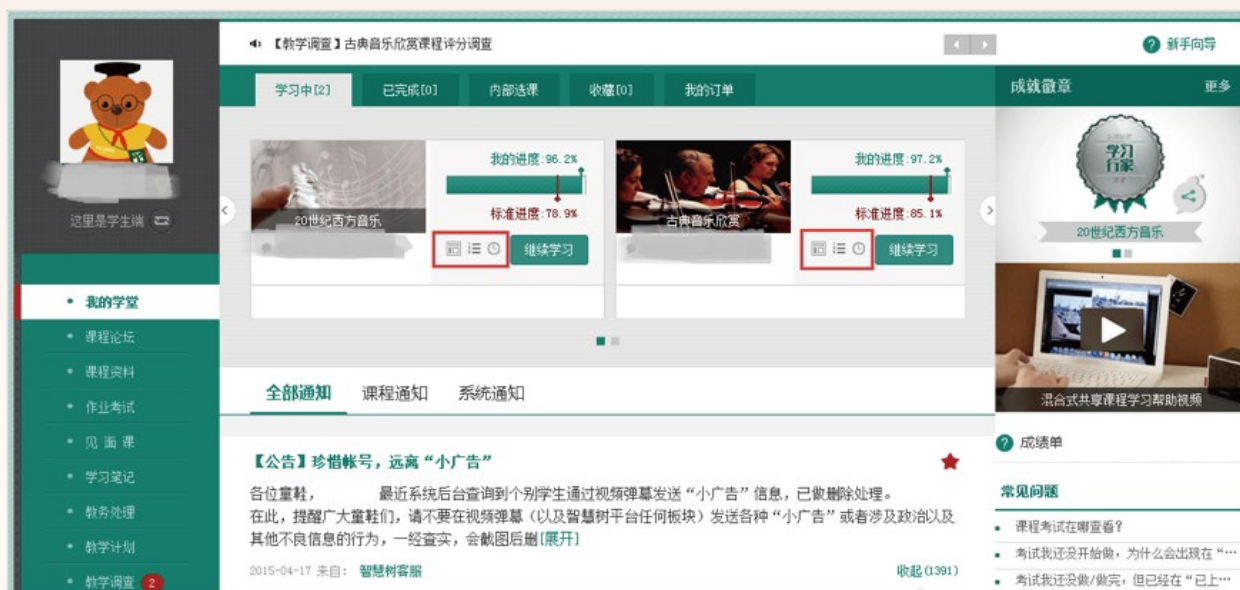 【教学调查】古典音乐欣赏课程评分调查
新手向导
这里是学生端
学习中[2]
已完成[0]
内部选课
收藏[0]
我的订单
成就徽章
更多
我的进度:96.2%
标准进度:78.9%
20世纪西方音乐
继续学习
我的进度:97.2%
标准进度:85.1%
古典音乐欣赏
继续学习
学习
行家
20世纪西方音乐
混合式共享课程学习帮助视频
我的学堂
课程论坛
课程资料
作业考试
见面课
学习笔记
教务处理
教学计划
教学调查 2
全部通知
课程通知
系统通知
【公告】珍惜帐号，远离“小广告”
各位童鞋， 最近系统后台查询到个别学生通过视频弹幕发送“小广告”信息，已做删除处理。
在此，提醒广大童鞋们，请不要在视频弹幕（以及智慧树平台任何板块）发送各种“小广告”或者涉及政治以及
其他不良信息的行为，一经查实，会截图后删[展开]
2015-04-17 来自： 智慧树客服
收起(1391)
成绩单
常见问题
课程考试在哪查看？
考试我还没开始做，为什么会出现在“…
考试我还没做/做完，但已经在“已上…